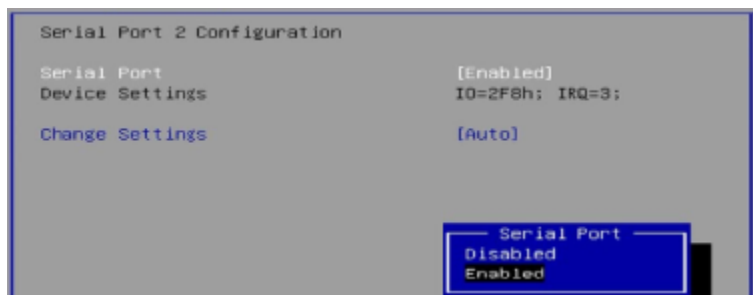 Serial Port 2 Configuration
Serial Port [Enabled]
Device Settings IO=2F8h; IRQ=3;
Change Settings [Auto]
Serial Port
Disabled
Enabled